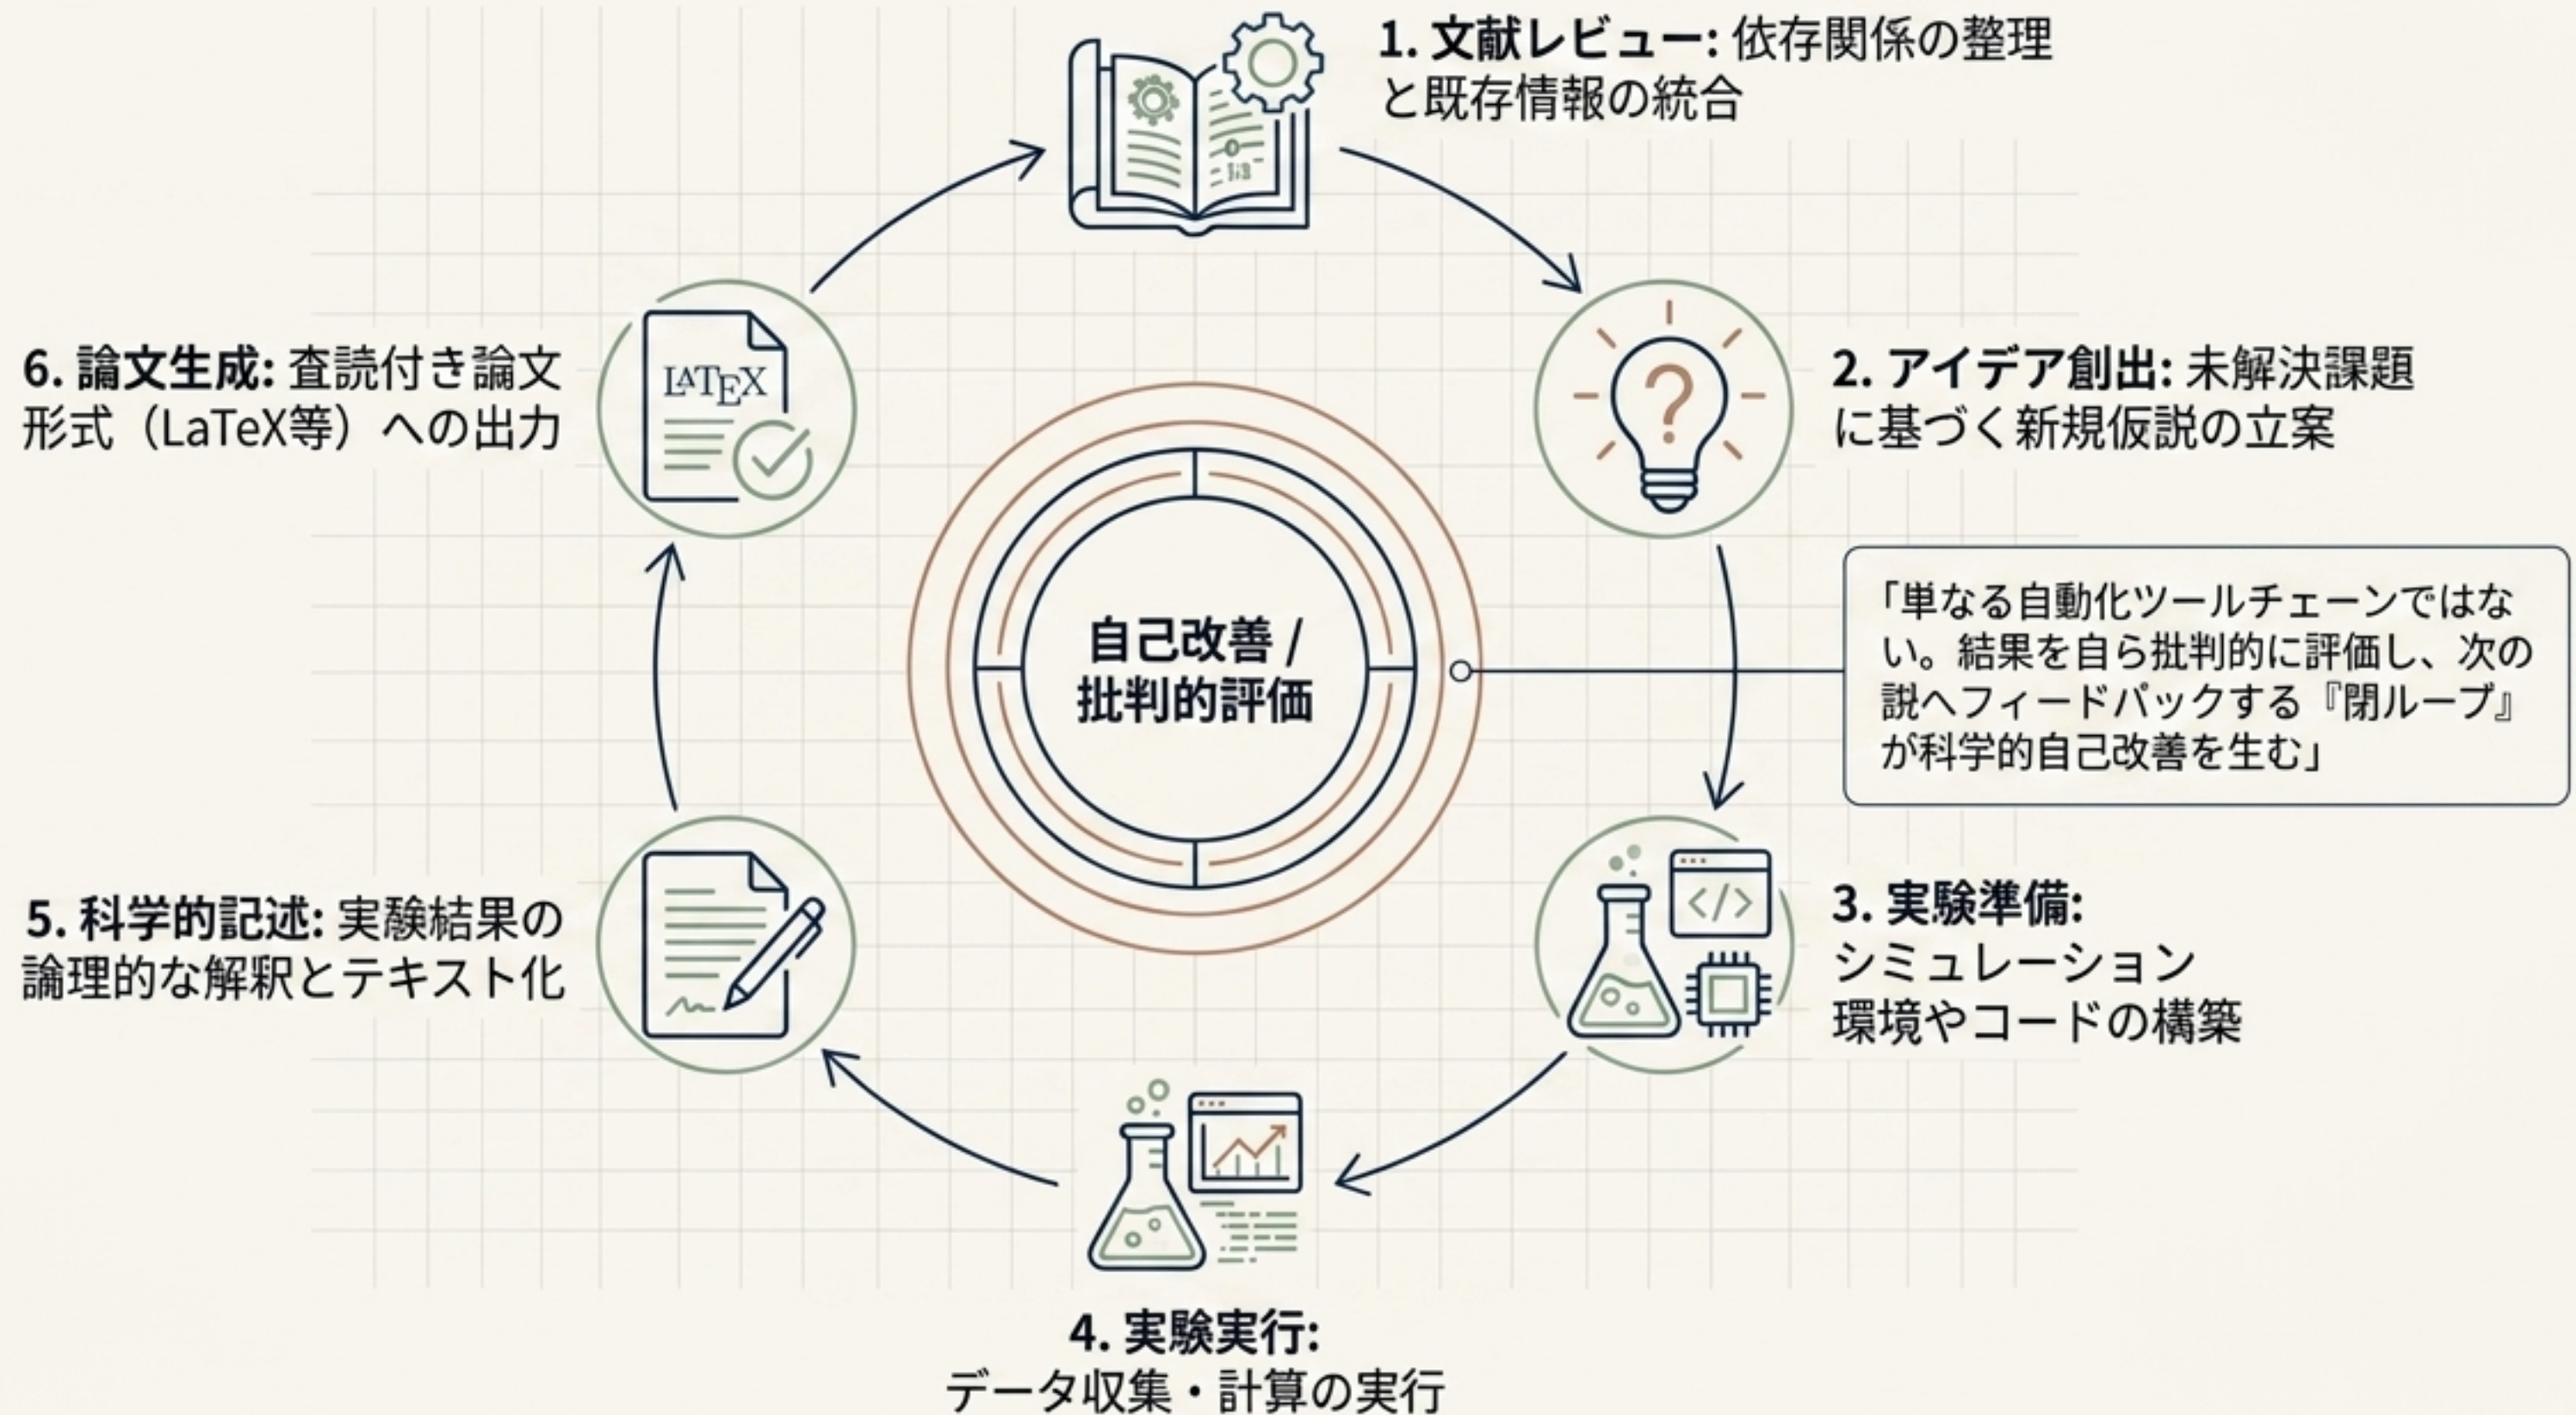 1. 文献レビュー: 依存関係の整理
と既存情報の統合
2. アイデア創出: 未解決課題
に基づく新規仮説の立案
「単なる自動化ツールチェーンではな
い。結果を自ら批判的に評価し、次の
説へフィードバックする『閉ループ』
が科学的自己改善を生む」
3. 実験準備:
シミュレーション
環境やコードの構築
4. 実験実行:
データ収集・計算の実行
5. 科学的記述: 実験結果の
論理的な解釈とテキスト化
6. 論文生成: 査読付き論文
形式（LaTeX等）への出力
LATEX
</>
自己改善 /
批判的評価